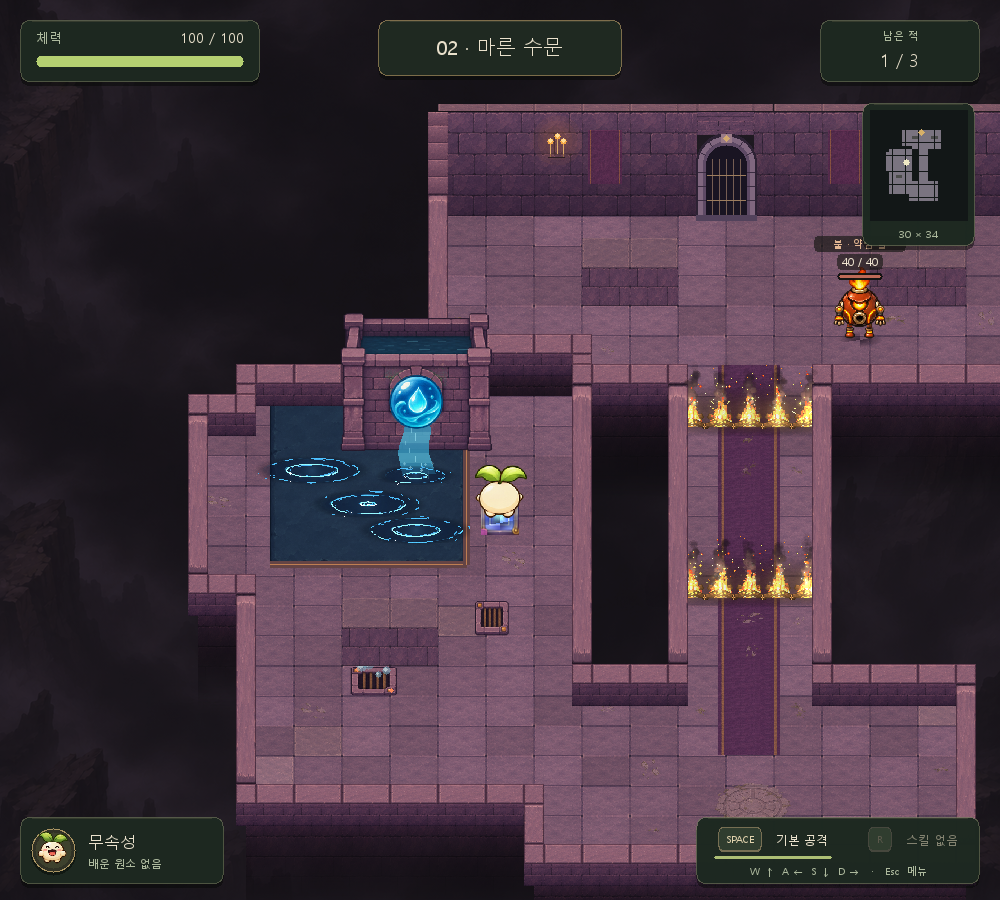 체력 100 / 100
02 · 마른 수문
남은 적
1 / 3
30 × 34
불 · 약
40 / 40
무속성
배운 원소 없음
SPACE 기본 공격 R 스킬 없음
W ↑ A ← S ↓ D → · Esc 메뉴